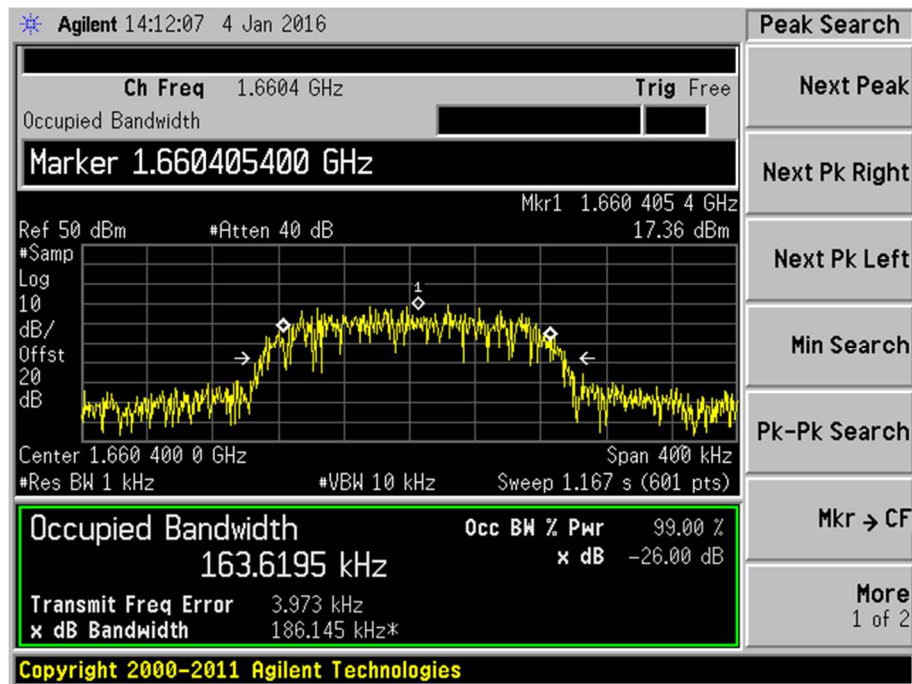 Agilent 14:12:07 4 Jan 2016 Peak Search
Ch Freq 1.6604 GHz Trig Free
Occupied Bandwidth
Marker 1.660405400 GHz
Mkr1 1.660 405 4 GHz
Ref 50 dBm #Atten 40 dB 17.36 dBm
#Samp
Log
10
dB/
Offst
20
dB
1
Center 1.660 400 0 GHz Span 400 kHz
#Res BW 1 kHz #VBW 10 kHz Sweep 1.167 s (601 pts)
Occupied Bandwidth Occ BW % Pwr 99.00 %
163.6195 kHz x dB -26.00 dB
Transmit Freq Error 3.973 kHz
x dB Bandwidth 186.145 kHz*
Copyright 2000-2011 Agilent Technologies
Next Peak
Next Pk Right
Next Pk Left
Min Search
Pk-Pk Search
Mkr → CF
More
1 of 2